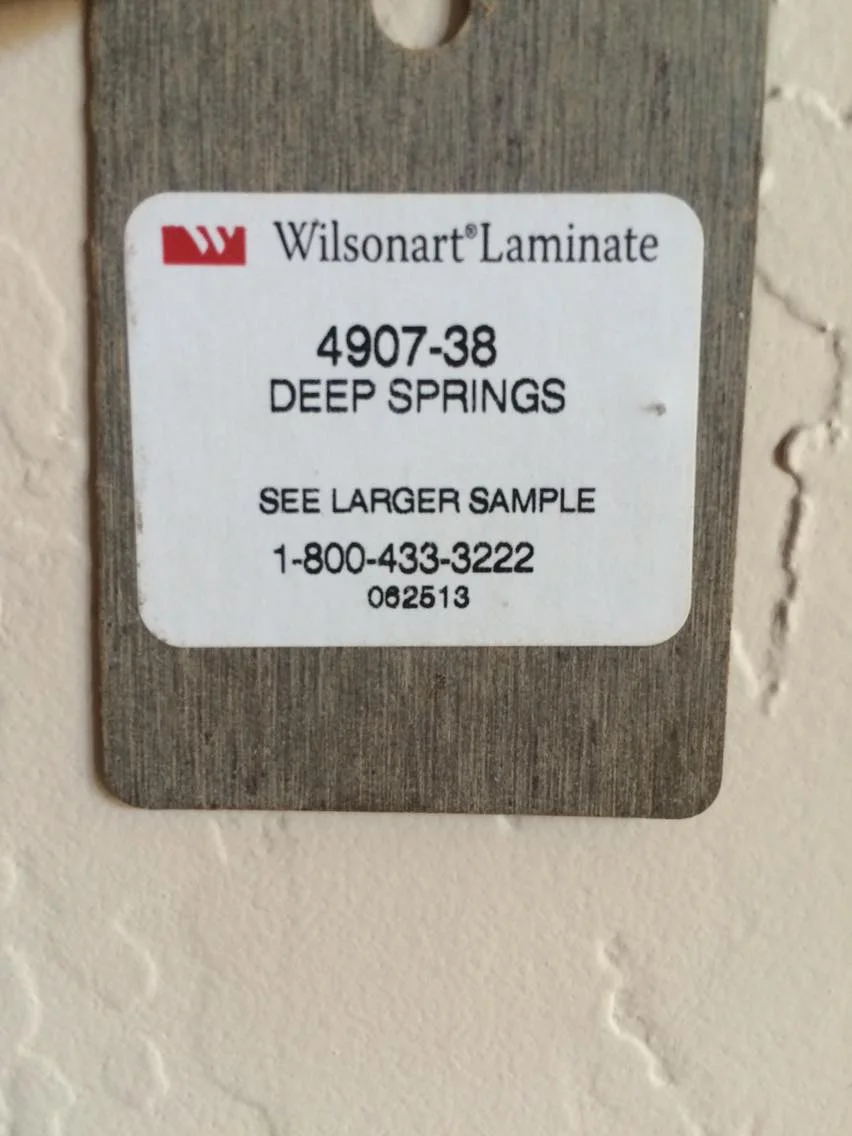 Wilsonart®Laminate
4907-38
DEEP SPRINGS
SEE LARGER SAMPLE
1-800-433-3222
062513